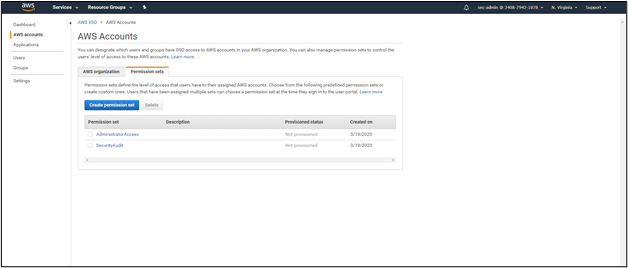 aws
Services
Resource Groups
sec-admin @ 2408-7942-1878
N. Virginia
Support
Dashboard
AWS accounts
Applications
Users
Groups
Settings
AWS SSO > AWS Accounts
AWS Accounts
You can designate which users and groups have SSO access to AWS accounts in your AWS organization. You can also manage permission sets to control the
users' level of access to these AWS accounts. Learn more
AWS organization
Permission sets
Permission sets define the level of access that users have to their assigned AWS accounts. Choose from the following predefined permission sets or
create custom ones. Users that have been assigned multiple sets can choose a permission set at the time they sign in to the user portal. Learn more
Create permission set
Delete
Permission set Description Provisioned status Created on
AdministratorAccess Not provisioned 3/19/2020
SecurityAudit Not provisioned 3/19/2020